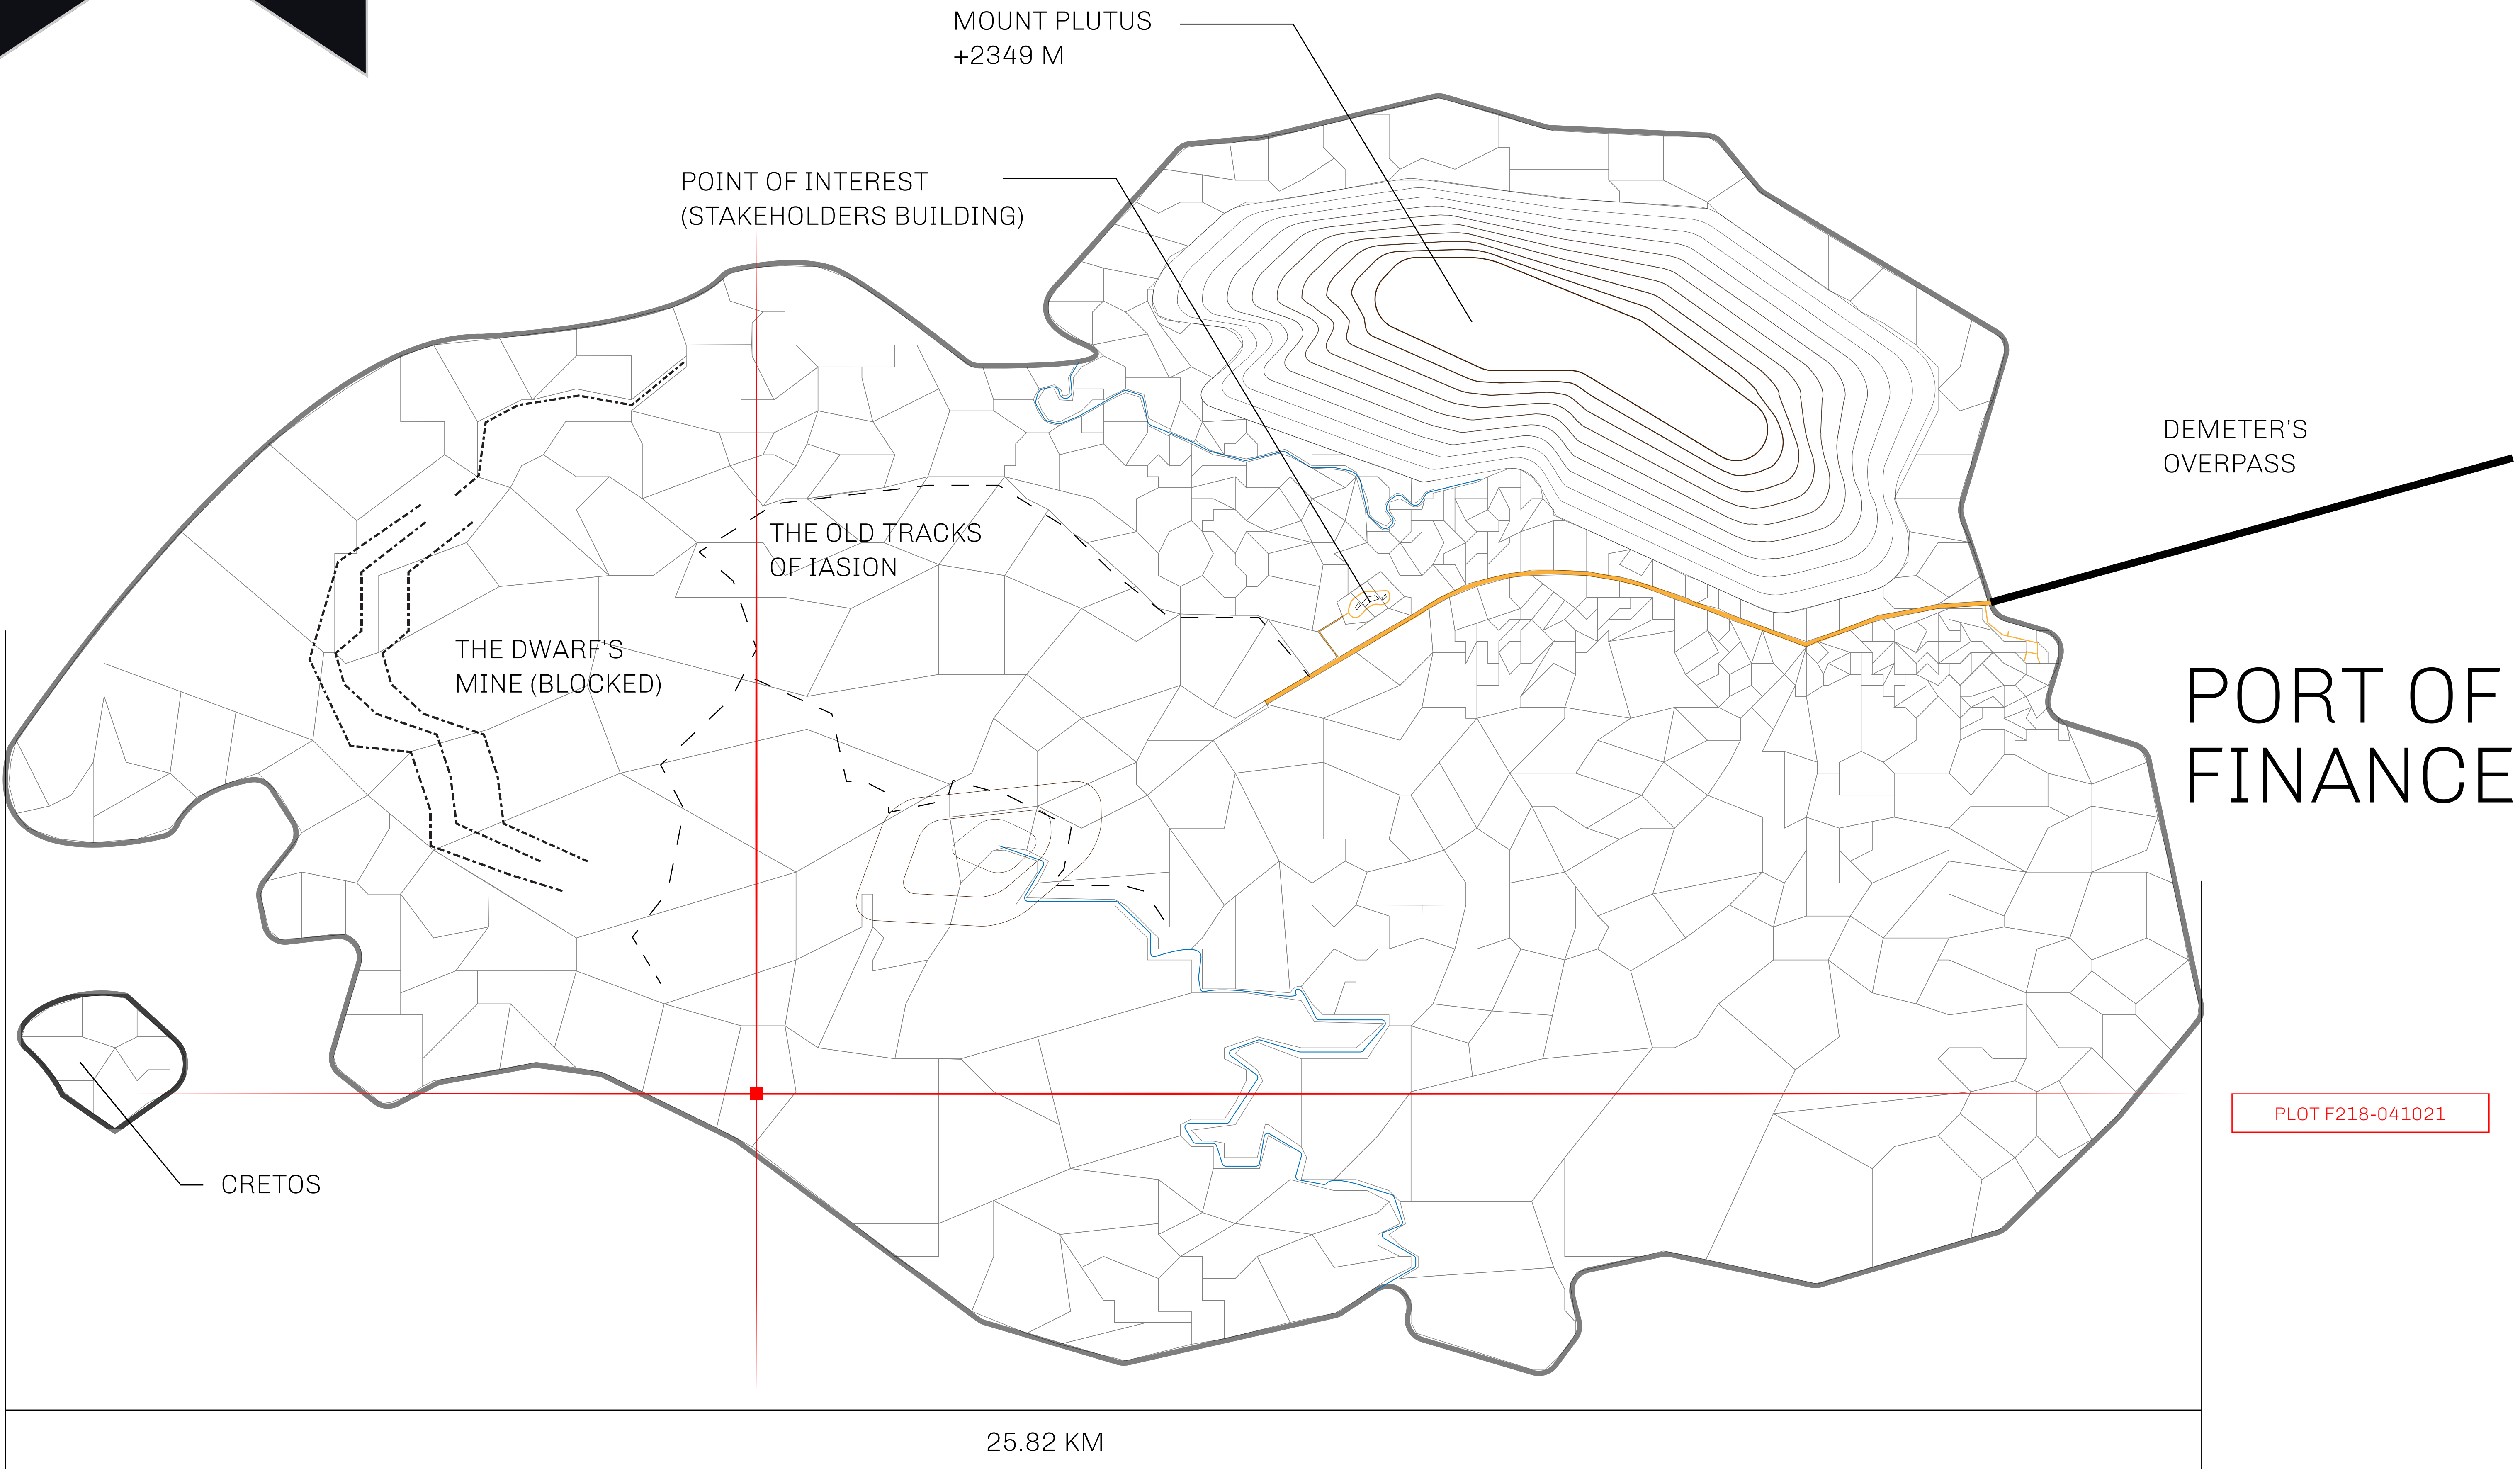 MOUNT PLUTUS
+2349 M
POINT OF INTEREST
(STAKEHOLDERS BUILDING)
DEMETER'S
OVERPASS
THE OLD TRACKS
OF IASION
THE DWARF'S
MINE (BLOCKED)
PORT OF
FINANCE
PLOT F218-041021
CRETOS
25.82 KM